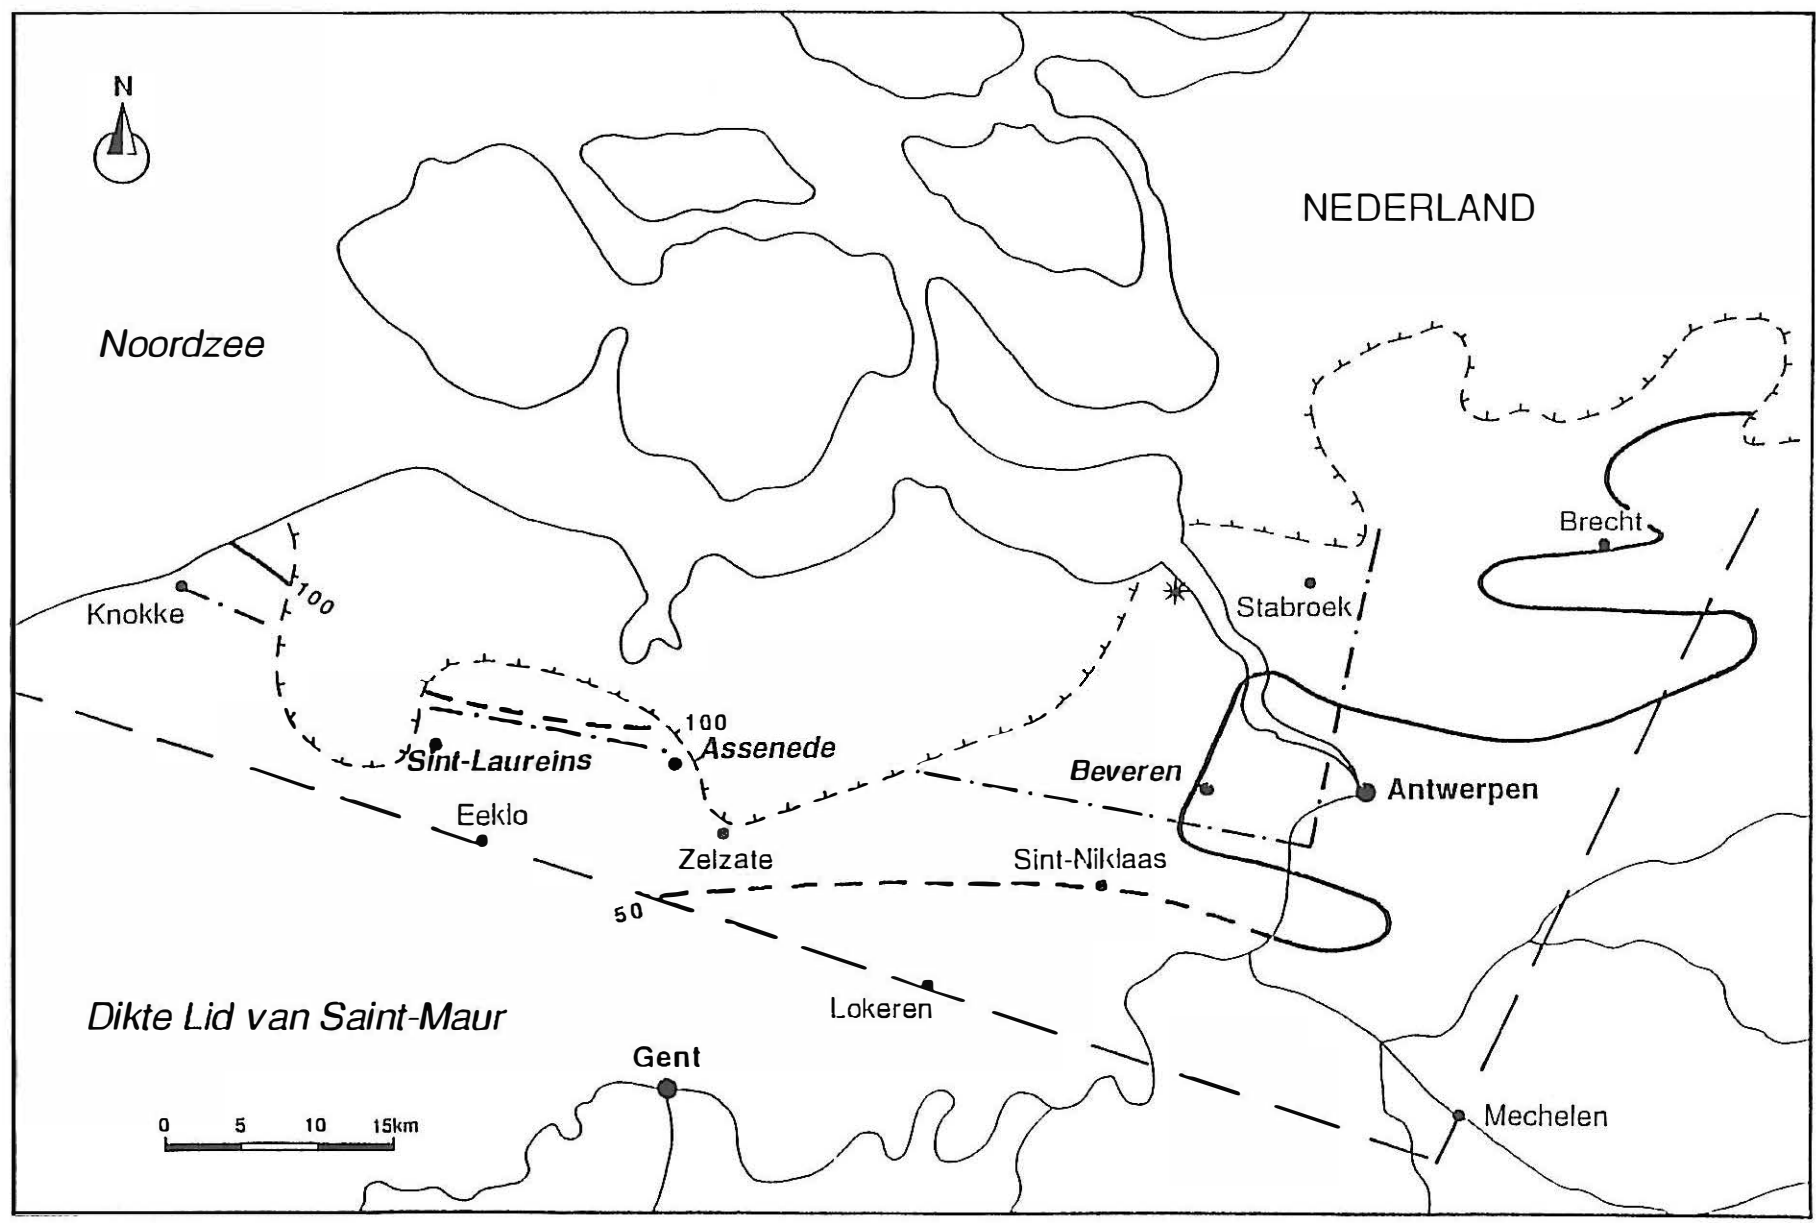 N
NEDERLAND
Noordzee
Brecht
Stabroek
Knokke
100
100
Assenede
Sint-Laureins
Beveren
Antwerpen
Eeklo
Zelzate
Sint-Niklaas
50
Lokeren
Dikte Lid van Saint-Maur
Gent
Mechelen
0 5 10 15km